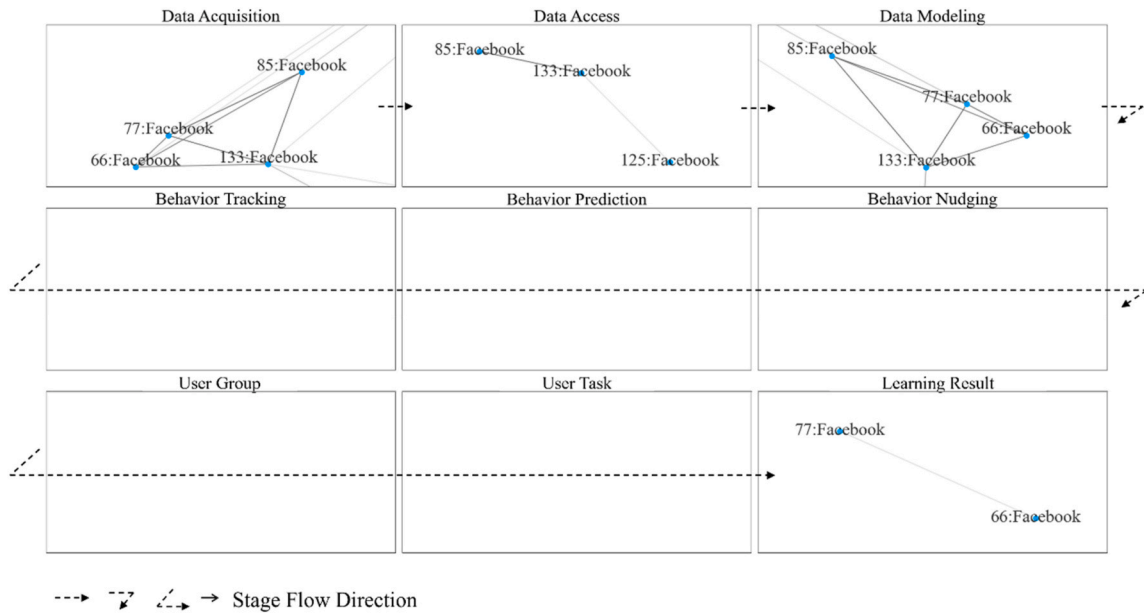 Data Acquisition
Data Access
Data Modeling
85:Facebook
77:Facebook
66:Facebook
133:Facebook
85:Facebook
133:Facebook
125:Facebook
85:Facebook
77:Facebook
66:Facebook
133:Facebook
Behavior Tracking
Behavior Prediction
Behavior Nudging
User Group
User Task
Learning Result
77:Facebook
66:Facebook
Stage Flow Direction